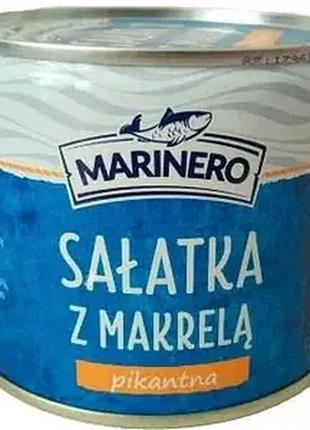 MARINERO
SAŁATKA
Z MAKRELĄ
pikantna